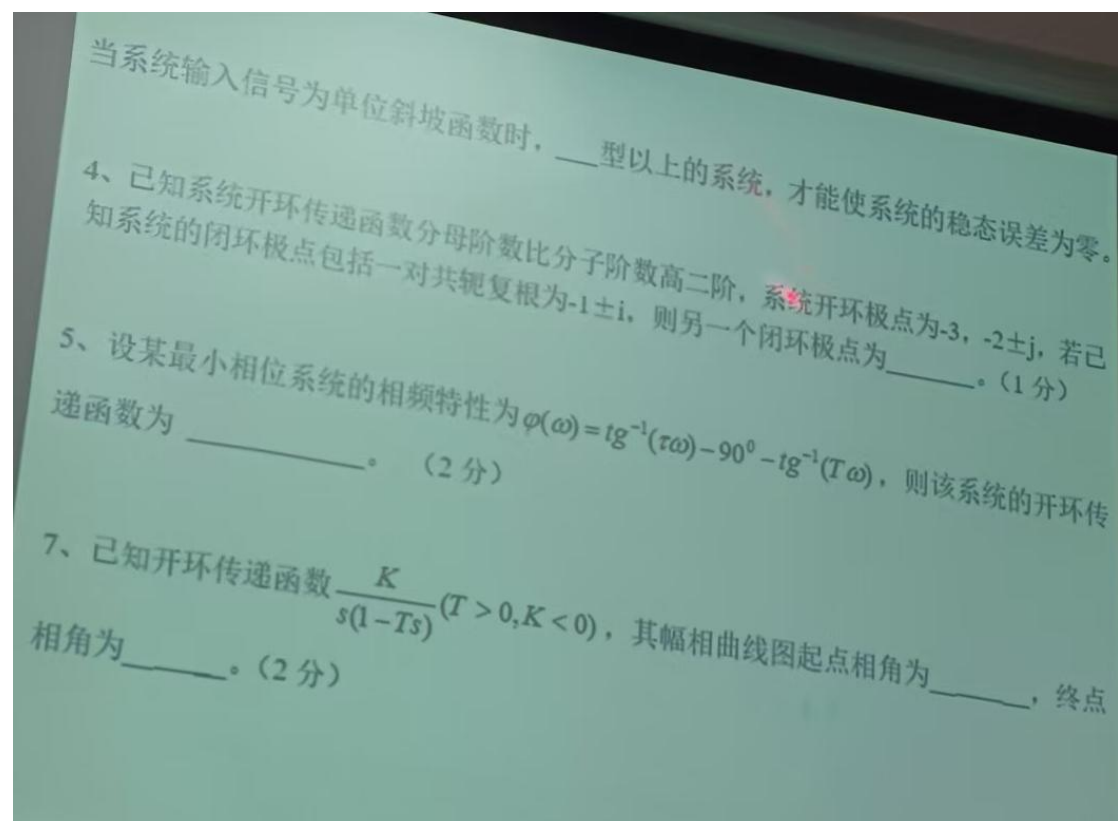 当系统输入信号为单位斜坡函数时，___型以上的系统，才能使系统的稳态误差为零。
4、已知系统开环传递函数分母阶数比分子阶数高二阶，系统开环极点为-3，-2±j，若已
知系统的闭环极点包括一对共轭复根为-1±i，则另一个闭环极点为______。（1 分）
5、设某最小相位系统的相频特性为φ(ω)=tg⁻¹(τω)−90⁰−tg⁻¹(Tω)，则该系统的开环传
递函数为 ____________。 （2 分）
7、已知开环传递函数 K/(s(1−Ts)) (T>0,K<0)，其幅相曲线图起点相角为______，终点
相角为______。（2 分）